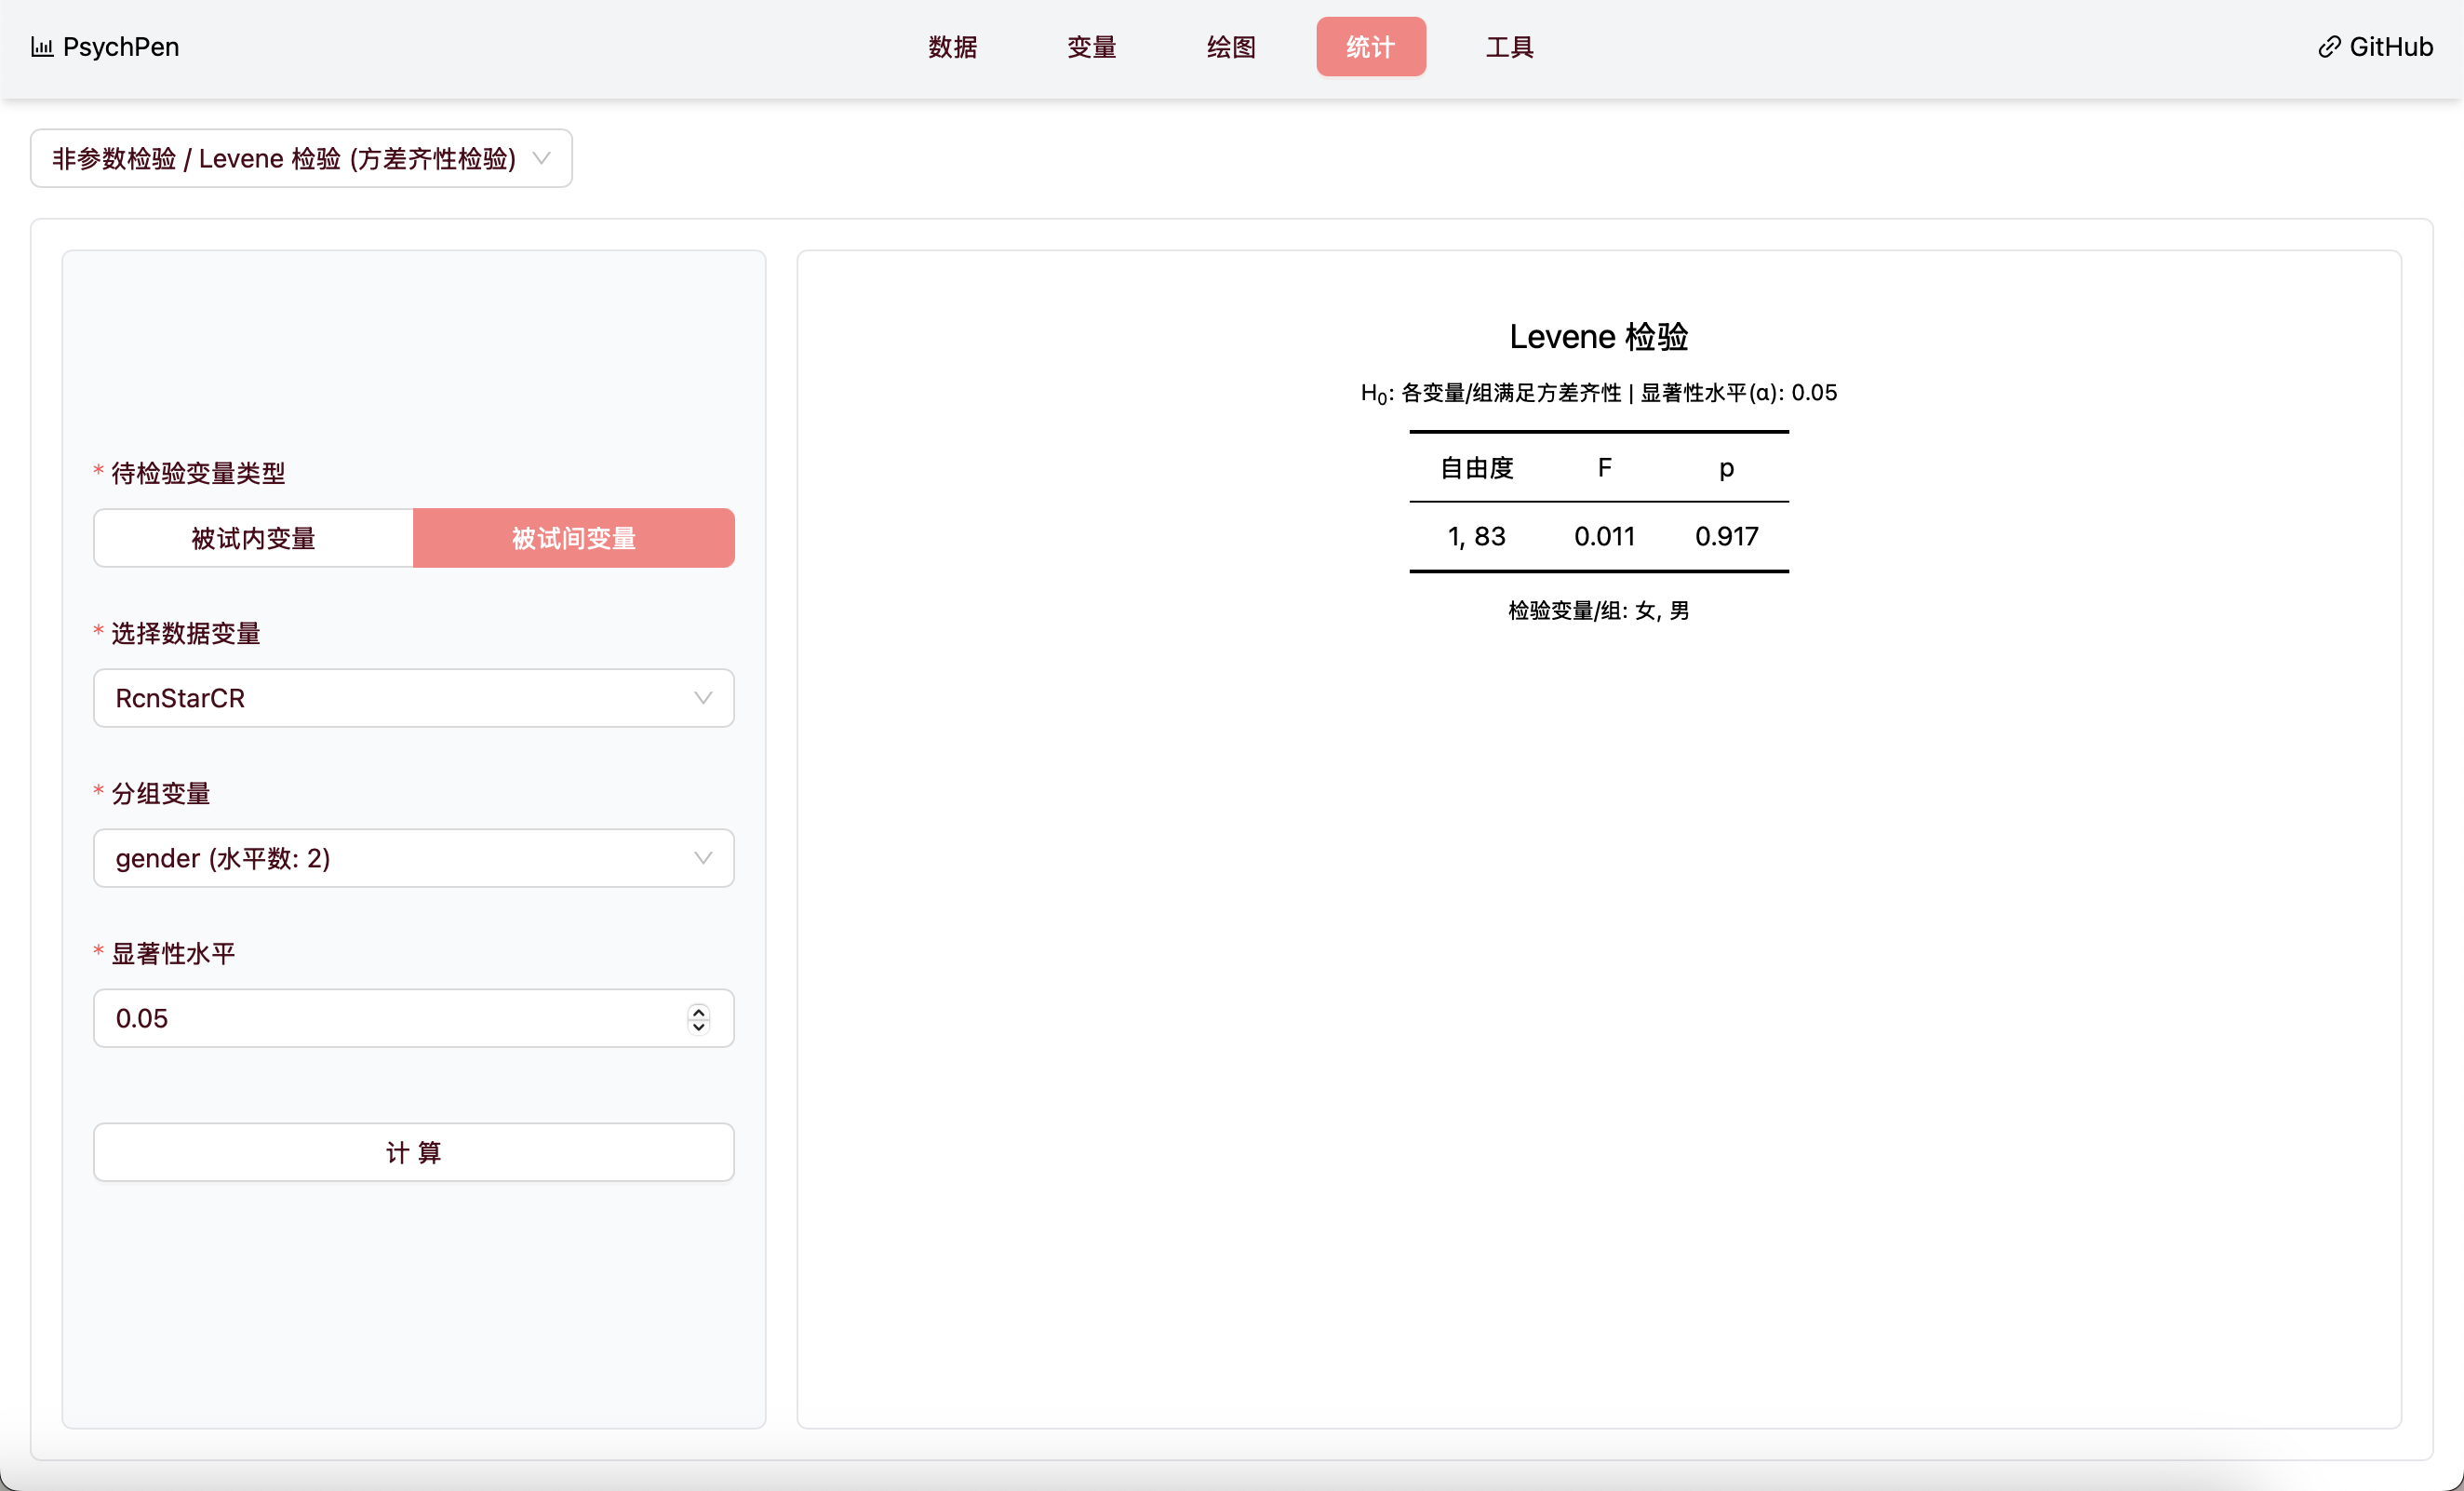 PsychPen 数据 变量 绘图 统计 工具 GitHub
非参数检验 / Levene 检验 (方差齐性检验)
* 待检验变量类型
被试内变量 被试间变量
* 选择数据变量
RcnStarCR
* 分组变量
gender (水平数: 2)
* 显著性水平
0.05
计 算
Levene 检验
H₀: 各变量/组满足方差齐性 | 显著性水平(α): 0.05
自由度 F p
1, 83 0.011 0.917
检验变量/组: 女, 男